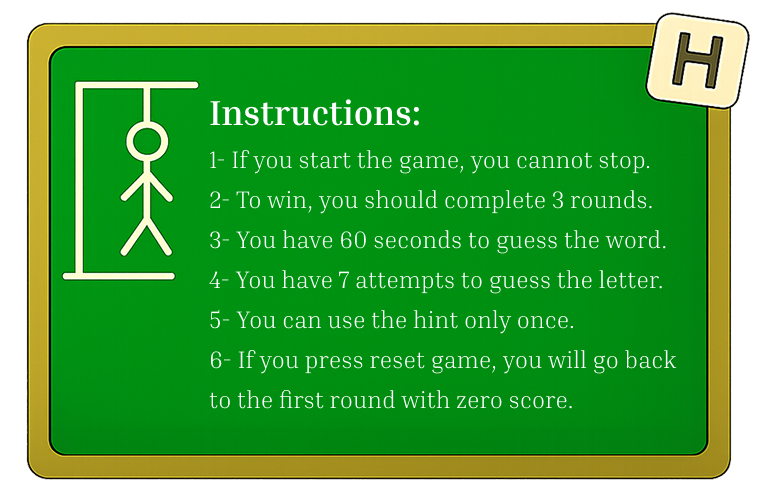 H
Instructions:
1- If you start the game, you cannot stop.
2- To win, you should complete 3 rounds.
3- You have 60 seconds to guess the word.
4- You have 7 attempts to guess the letter.
5- You can use the hint only once.
6- If you press reset game, you will go back
to the first round with zero score.